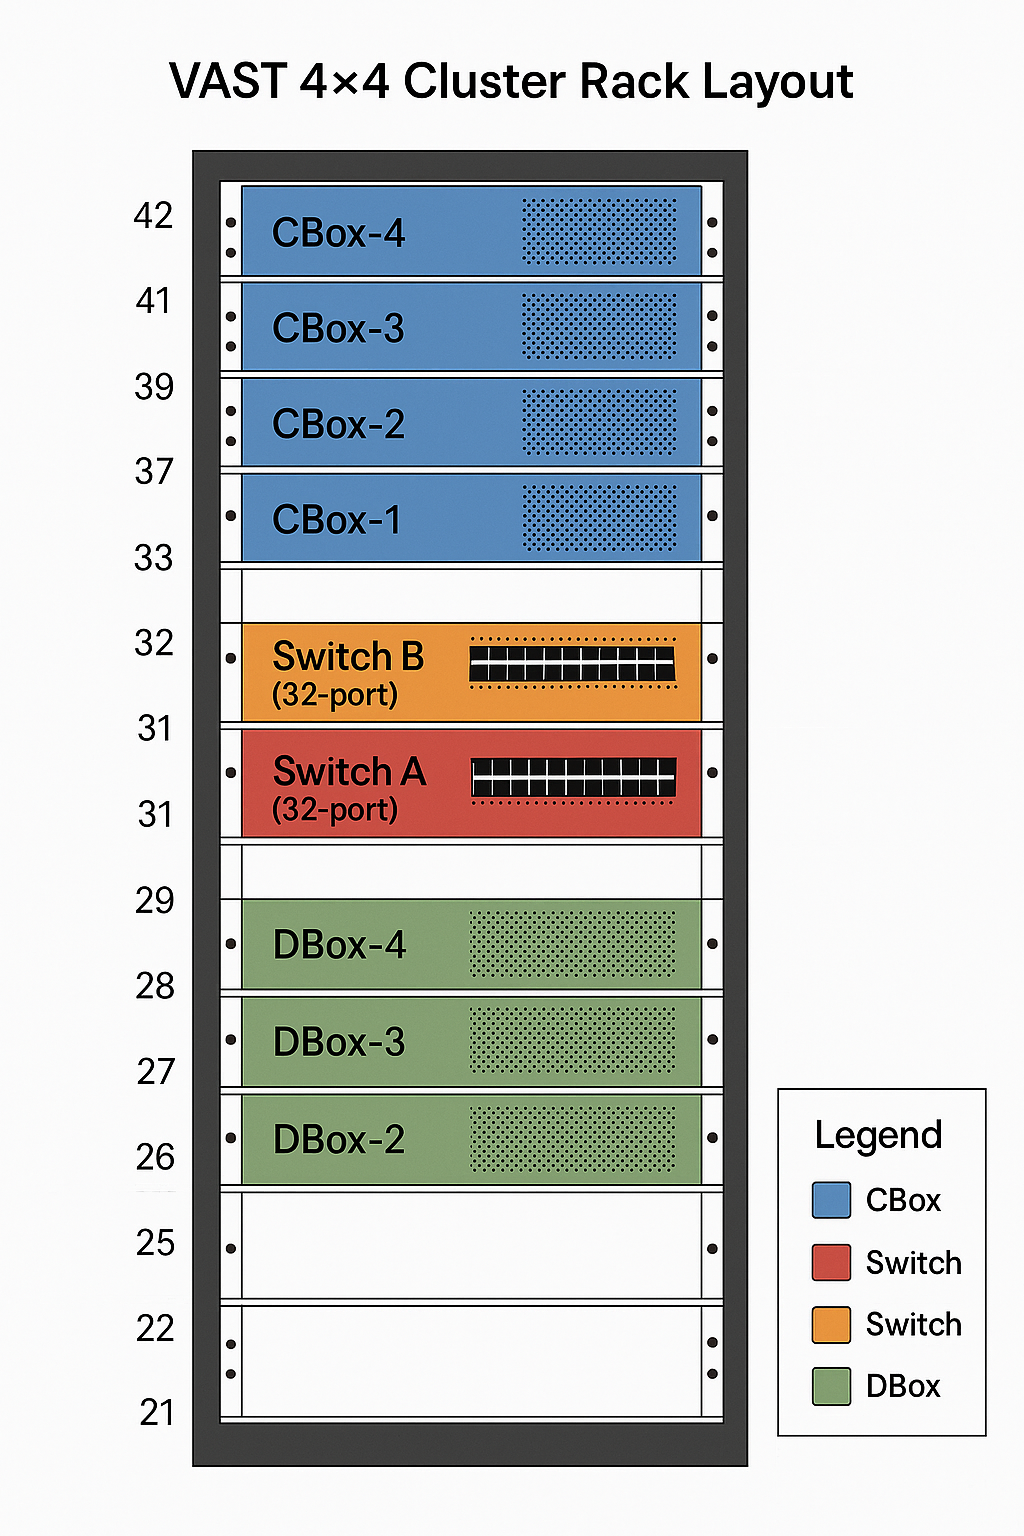 VAST 4×4 Cluster Rack Layout
42
CBox-4
41
CBox-3
39
CBox-2
37
CBox-1
33
32
Switch B
(32-port)
31
Switch A
(32-port)
31
29
DBox-4
28
DBox-3
27
DBox-2
26
25
22
21
Legend
CBox
Switch
Switch
DBox